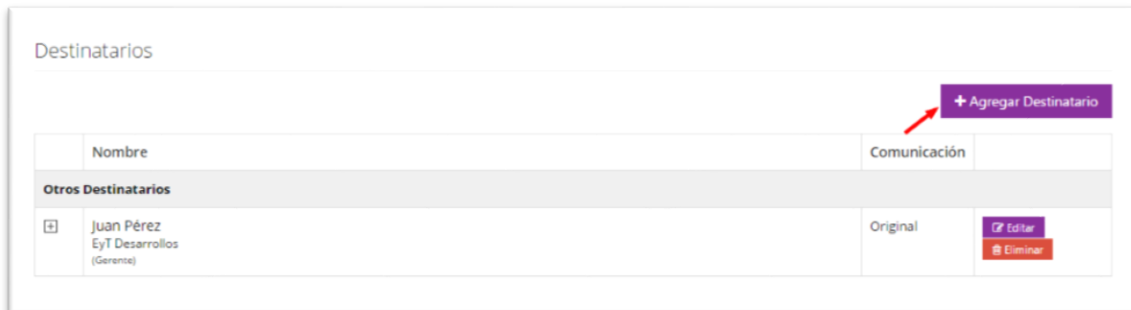 Destinatarios
+ Agregar Destinatario
Nombre Comunicación
Otros Destinatarios
Juan Pérez Original Editar
EyT Desarrollos Eliminar
(Gerente)